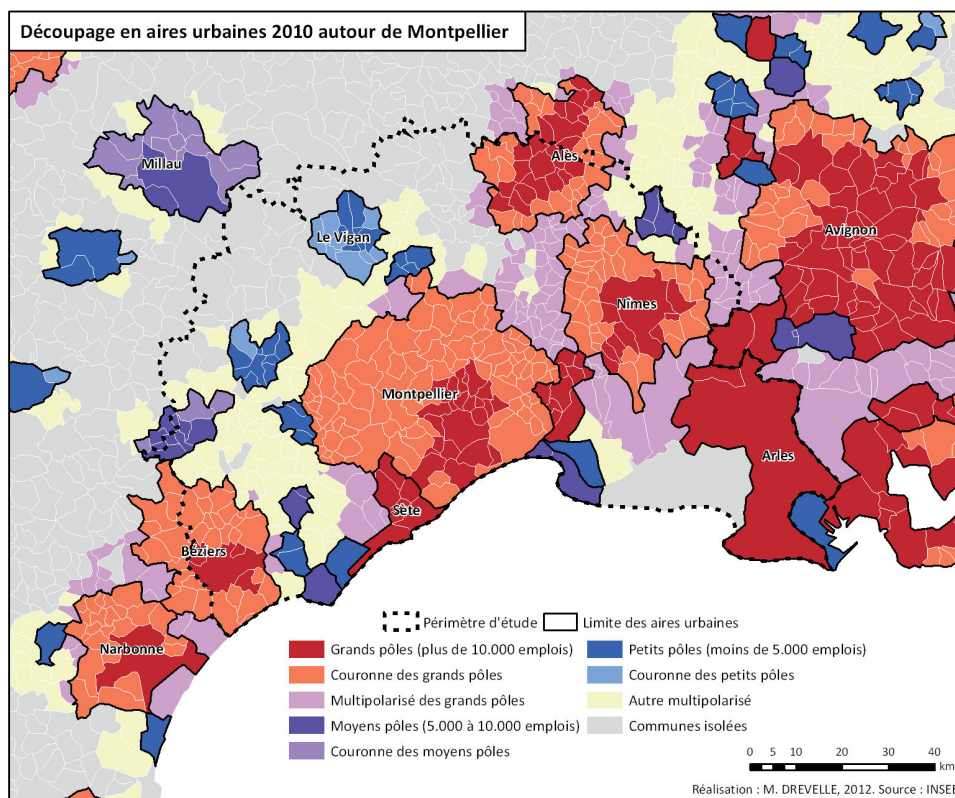 Découpage en aires urbaines 2010 autour de Montpellier
Millau
Alès
Le Vigan
Avignon
Nîmes
Montpellier
Arles
Sète
Béziers
Narbonne
Périmètre d'étude
Limite des aires urbaines
Grands pôles (plus de 10.000 emplois)
Petits pôles (moins de 5.000 emplois)
Couronne des grands pôles
Couronne des petits pôles
Multipolarisé des grands pôles
Autre multipolarisé
Moyens pôles (5.000 à 10.000 emplois)
Communes isolées
Couronne des moyens pôles
0 5 10 20 30 40
km
Réalisation : M. DREVELLE, 2012. Source : INSEE